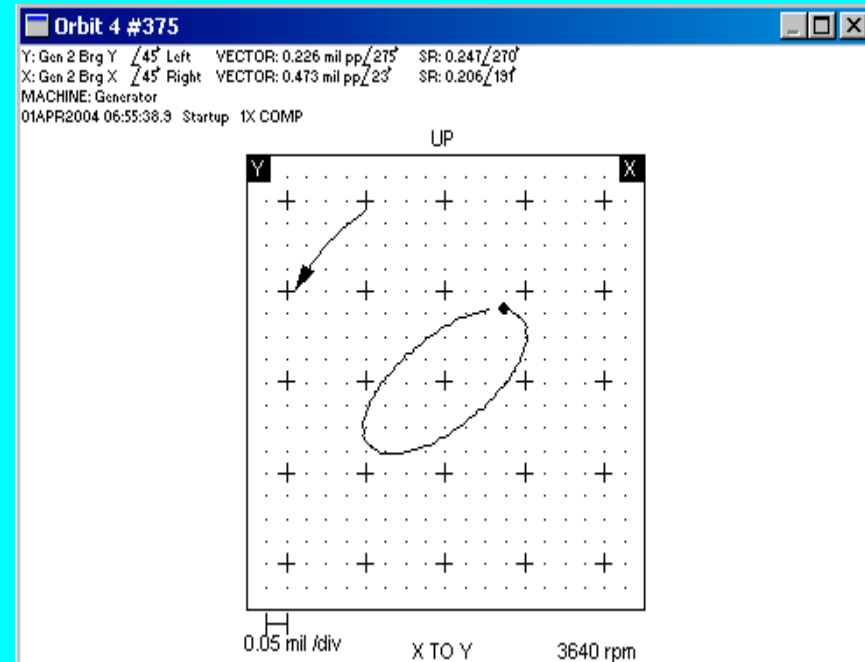 Orbit 4 #375
Y: Gen 2 Brg Y ∠45° Left VECTOR: 0.226 mil pp∠275° SR: 0.247∠270°
X: Gen 2 Brg X ∠45° Right VECTOR: 0.473 mil pp∠23° SR: 0.206∠191°
MACHINE: Generator
01APR2004 06:55:38.9 Startup 1X COMP
UP
Y X
0.05 mil /div X TO Y 3640 rpm